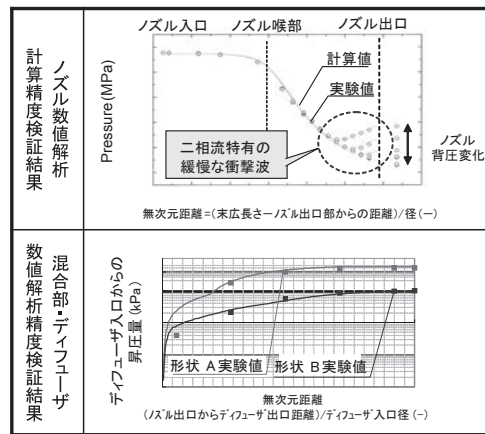 ノズル数値解析
計算精度検証結果
ノズル入口
ノズル喉部
ノズル出口
Pressure(MPa)
計算値
実験値
二相流特有の
緩慢な衝撃波
ノズル
背圧変化
無次元距離=(末広長さーノズル出口部からの距離)/径(ー)
混合部・ディフューザ
数値解析精度検証結果
ディフューザ入口からの
昇圧量(kPa)
形状 A実験値
形状 B実験値
無次元距離
(ノズル出口からディフューザ出口距離)/ディフューザ入口径(-)